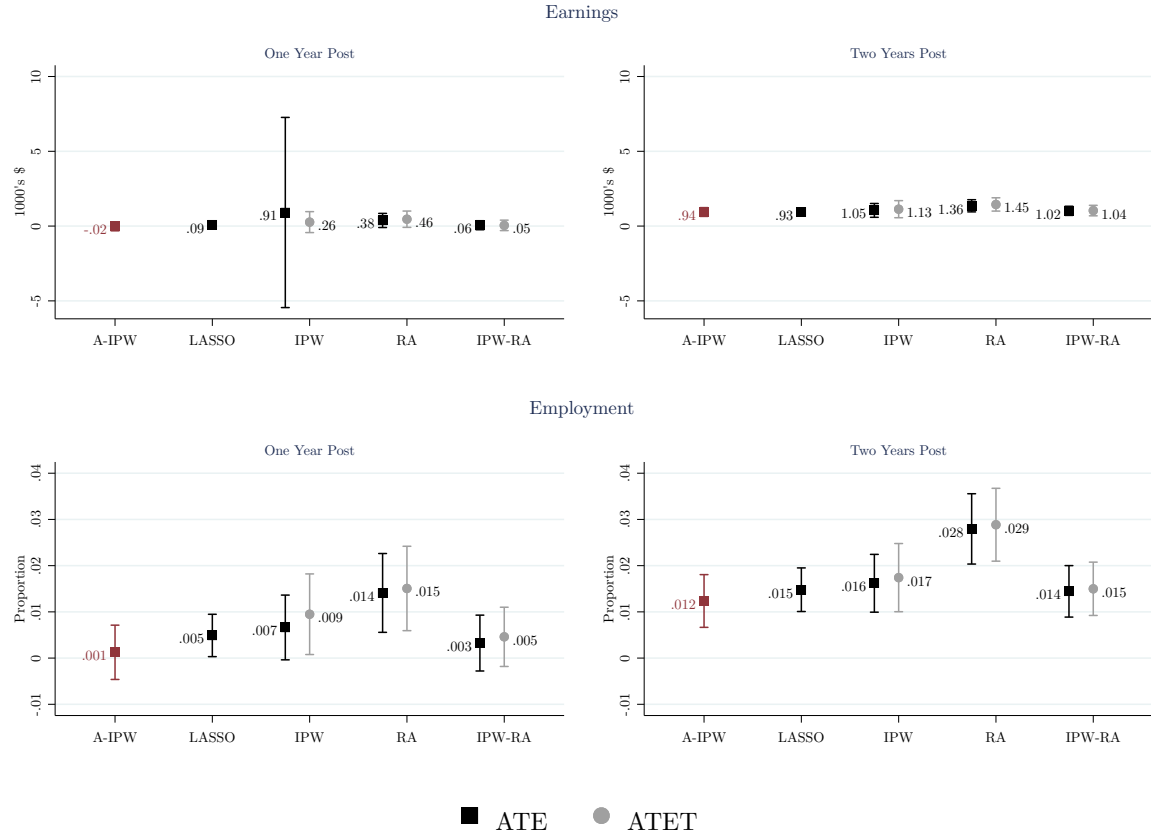 Earnings
One Year Post
Two Years Post
1000's $
10
5
0
-5
-.02
.09
.91
.26
.38
.46
.06
.05
A-IPW
LASSO
IPW
RA
IPW-RA
1000's $
10
5
0
-5
.94
.93
1.05
1.13
1.36
1.45
1.02
1.04
A-IPW
LASSO
IPW
RA
IPW-RA
Employment
One Year Post
Two Years Post
Proportion
.04
.03
.02
.01
0
-.01
.001
.005
.007
.009
.014
.015
.003
.005
A-IPW
LASSO
IPW
RA
IPW-RA
Proportion
.04
.03
.02
.01
0
-.01
.012
.015
.016
.017
.028
.029
.014
.015
A-IPW
LASSO
IPW
RA
IPW-RA
ATE
ATET